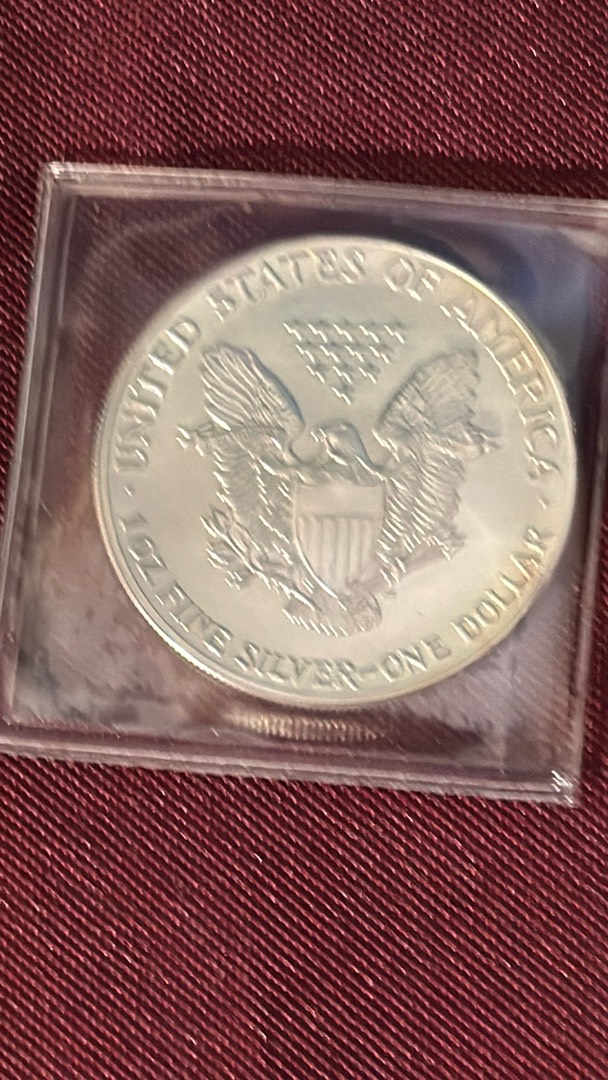 UNITED STATES OF AMERICA
· 1 OZ. FINE SILVER~ONE DOLLAR ·